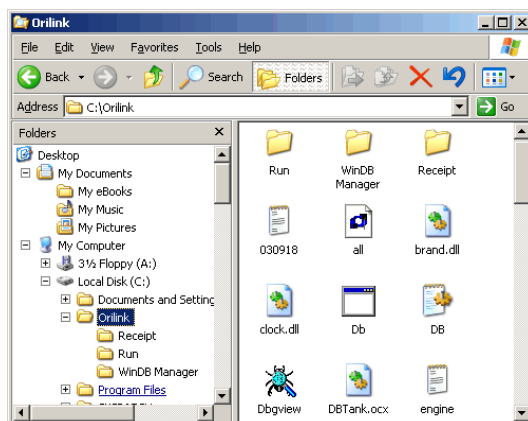 Orilink
File Edit View Favorites Tools Help
Back Search Folders
Address C:\Orilink Go
Folders
Desktop
My Documents
My eBooks
My Music
My Pictures
My Computer
3½ Floppy (A:)
Local Disk (C:)
Documents and Setting
Orilink
Receipt
Run
WinDB Manager
Program Files
Run WinDB Manager Receipt
030918 all brand.dll
clock.dll Db DB
Dbgview DBTank.ocx engine